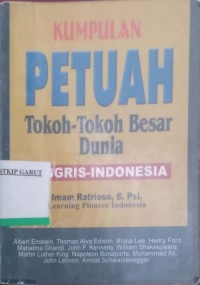 KUMPULAN
PETUAH
Tokoh-Tokoh Besar
Dunia
STKIP GARUT
GGRIS-INDONESIA
Imam Ratrioso, S. Psi.
Learning Pioneer Indonesia
Albert Einstein, Thomas Alva Edison, Bruce Lee, Henry Ford,
Mahatma Ghandi, John F. Kennedy, William Shakespeare,
Martin Luther King, Napoleon Bonaparte, Mohammad Ali,
John Lennon, Arnold Schwarzenegger